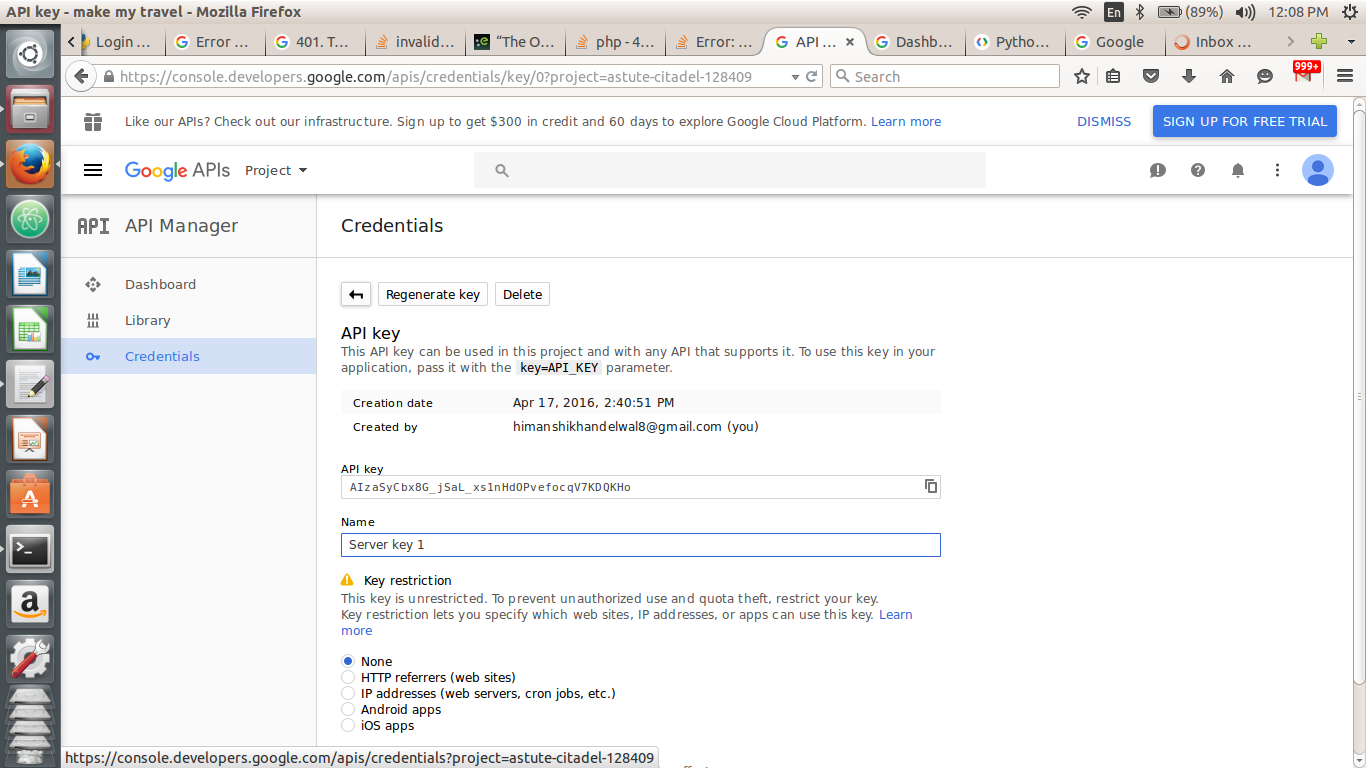 API key - make my travel - Mozilla Firefox
En
(89%)
12:08 PM
Login ...
Error ...
401. T...
invalid...
“The O...
php - 4...
Error: ...
API ...
Dashb...
Pytho...
Google
Inbox ...
https://console.developers.google.com/apis/credentials/key/0?project=astute-citadel-128409
Search
999+
Like our APIs? Check out our infrastructure. Sign up to get $300 in credit and 60 days to explore Google Cloud Platform. Learn more
DISMISS
SIGN UP FOR FREE TRIAL
Google APIs
Project
API
API Manager
Credentials
Dashboard
Library
Credentials
Regenerate key
Delete
API key
This API key can be used in this project and with any API that supports it. To use this key in your
application, pass it with the key=API_KEY parameter.
Creation date
Apr 17, 2016, 2:40:51 PM
Created by
himanshikhandelwal8@gmail.com (you)
API key
AIzaSyCbx8G_jSaL_xs1nHdOPvefocqV7KDQKHo
Name
Server key 1
Key restriction
This key is unrestricted. To prevent unauthorized use and quota theft, restrict your key.
Key restriction lets you specify which web sites, IP addresses, or apps can use this key. Learn
more
None
HTTP referrers (web sites)
IP addresses (web servers, cron jobs, etc.)
Android apps
iOS apps
https://console.developers.google.com/apis/credentials?project=astute-citadel-128409